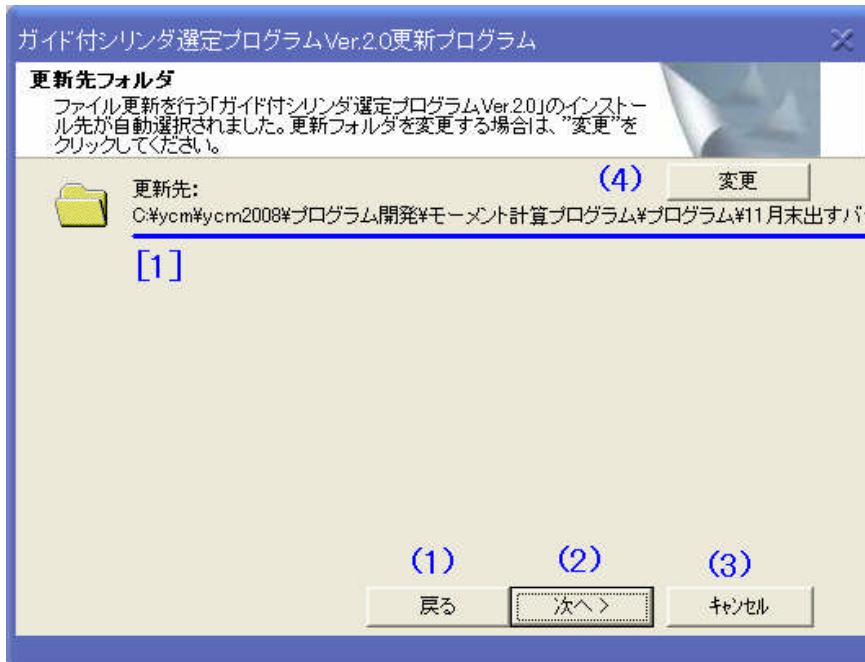 ガイド付シリンダ選定プログラムVer.2.0更新プログラム
更新先フォルダ
ファイル更新を行う「ガイド付シリンダ選定プログラムVer2.0」のインストー
ル先が自動選択されました。更新フォルダを変更する場合は、"変更"を
クリックしてください。
(4) 変更
更新先:
C:¥ycm¥ycm2008¥プログラム開発¥モーメント計算プログラム¥プログラム¥11月末出すバ
[1]
(1) (2) (3)
戻る 次へ> キャンセル